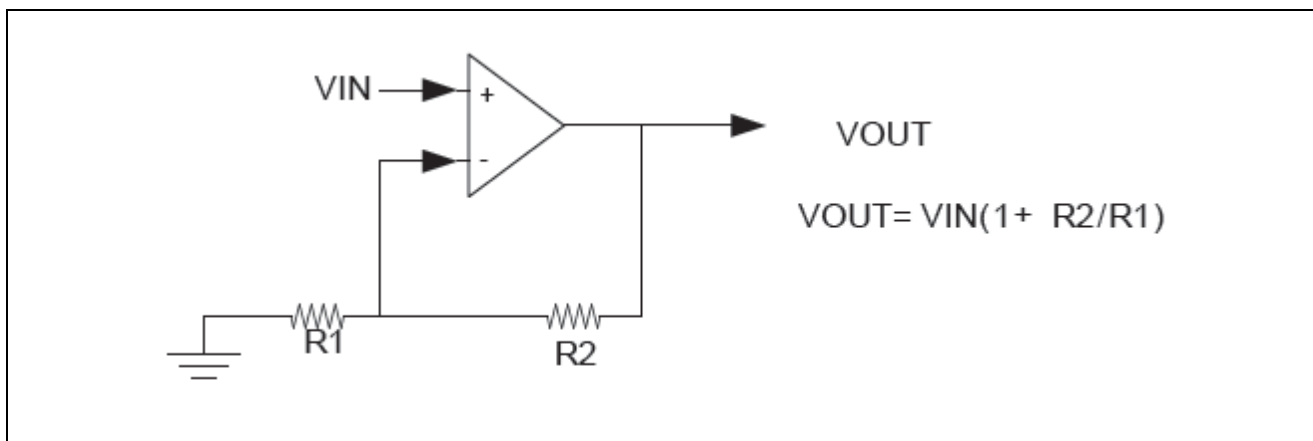 VIN
+
-
VOUT
VOUT= VIN(1+ R2/R1)
R1
R2